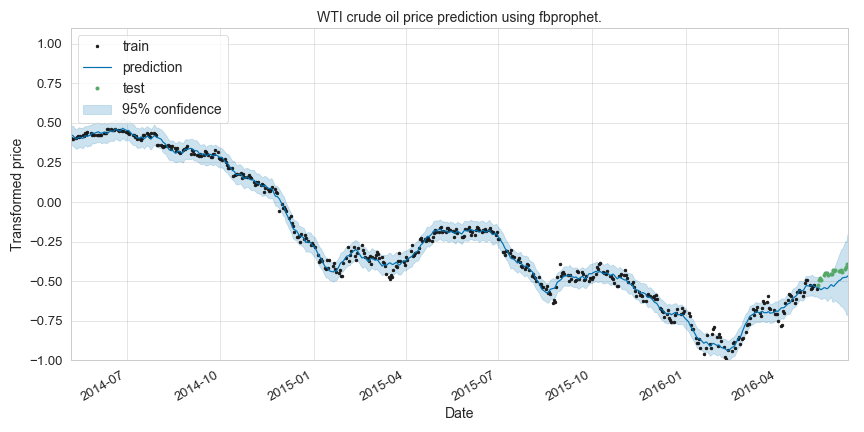 WTI crude oil price prediction using fbprophet.
train
prediction
test
95% confidence
Transformed price
1.00
0.75
0.50
0.25
0.00
−0.25
−0.50
−0.75
−1.00
2014-07
2014-10
2015-01
2015-04
2015-07
2015-10
2016-01
2016-04
Date